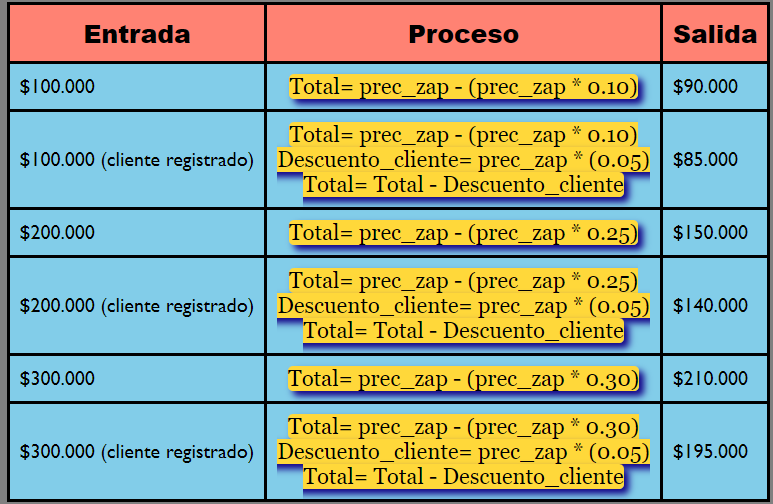 Entrada Proceso Salida
$100.000 Total= prec_zap - (prec_zap * 0.10) $90.000
Total= prec_zap - (prec_zap * 0.10)
$100.000 (cliente registrado) Descuento_cliente= prec_zap * (0.05) $85.000
Total= Total - Descuento_cliente
$200.000 Total= prec_zap - (prec_zap * 0.25) $150.000
Total= prec_zap - (prec_zap * 0.25)
$200.000 (cliente registrado) Descuento_cliente= prec_zap * (0.05) $140.000
Total= Total - Descuento_cliente
$300.000 Total= prec_zap - (prec_zap * 0.30) $210.000
Total= prec_zap - (prec_zap * 0.30)
$300.000 (cliente registrado) Descuento_cliente= prec_zap * (0.05) $195.000
Total= Total - Descuento_cliente